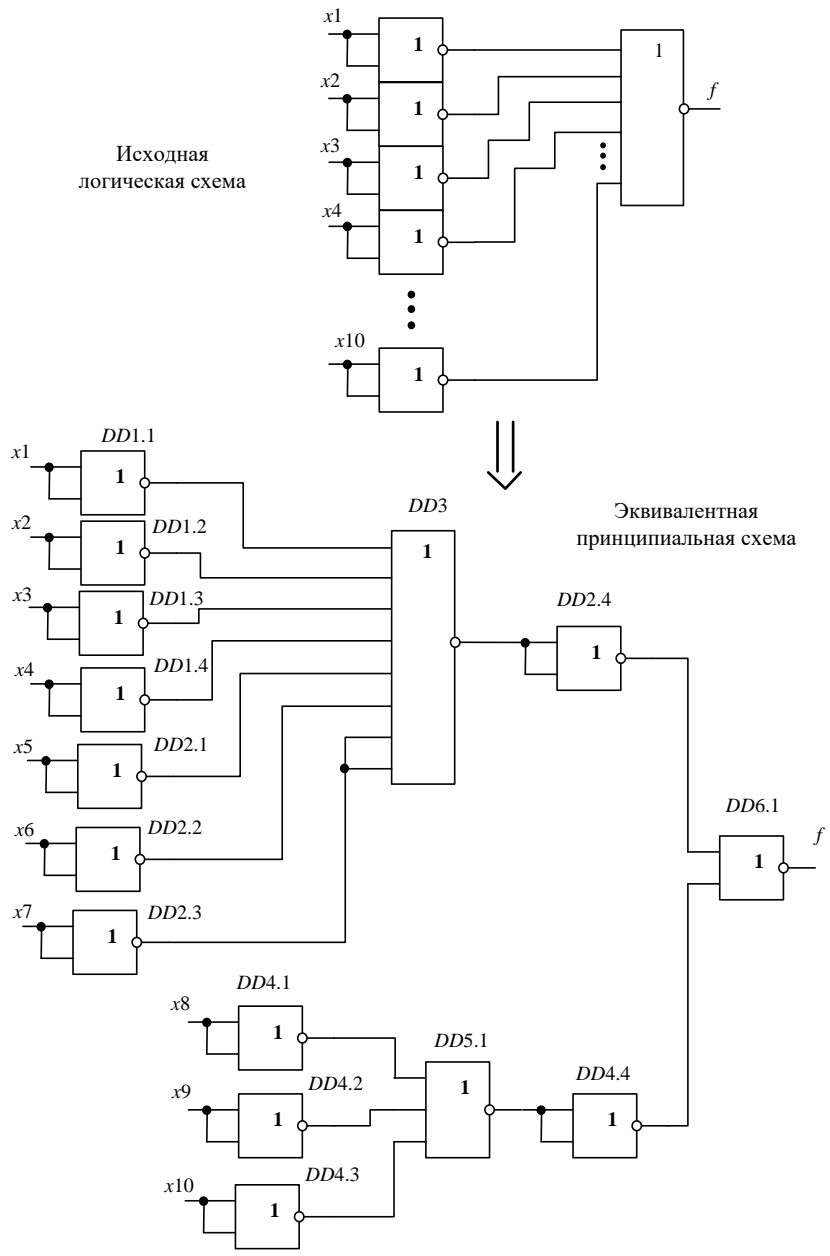 x1
1
1
f
x2
1
Исходная
логическая схема
x3
1
x4
1
x10
1
DD1.1
x1
1
DD3
Эквивалентная
принципиальная схема
x2
1
DD1.2
1
x3
1
DD1.3
DD2.4
1
x4
1
DD1.4
x5
1
DD2.1
x6
1
DD2.2
DD6.1
1
f
x7
1
DD2.3
DD4.1
x8
1
DD5.1
1
x9
1
DD4.2
DD4.4
1
x10
1
DD4.3